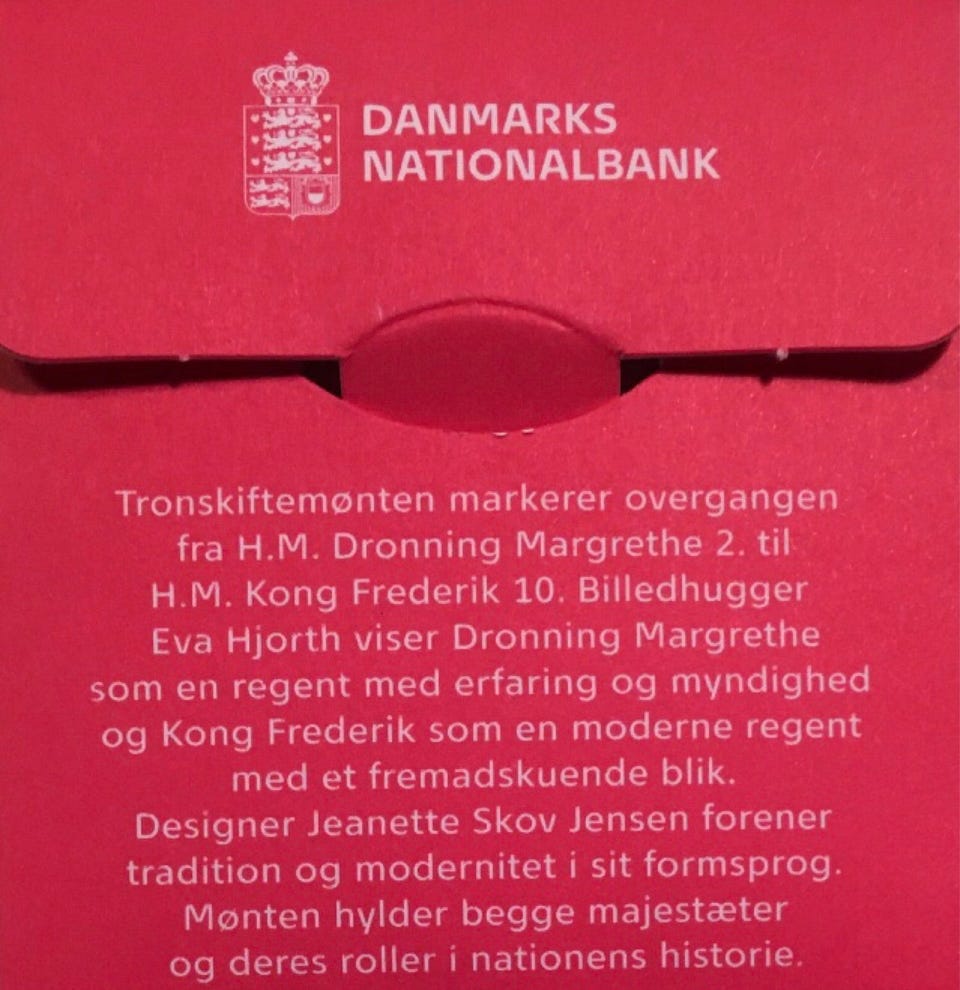 DANMARKS
NATIONALBANK
Tronskiftemønten markerer overgangen
fra H.M. Dronning Margrethe 2. til
H.M. Kong Frederik 10. Billedhugger
Eva Hjorth viser Dronning Margrethe
som en regent med erfaring og myndighed
og Kong Frederik som en moderne regent
med et fremadskuende blik.
Designer Jeanette Skov Jensen forener
tradition og modernitet i sit formsprog.
Mønten hylder begge majestæter
og deres roller i nationens historie.